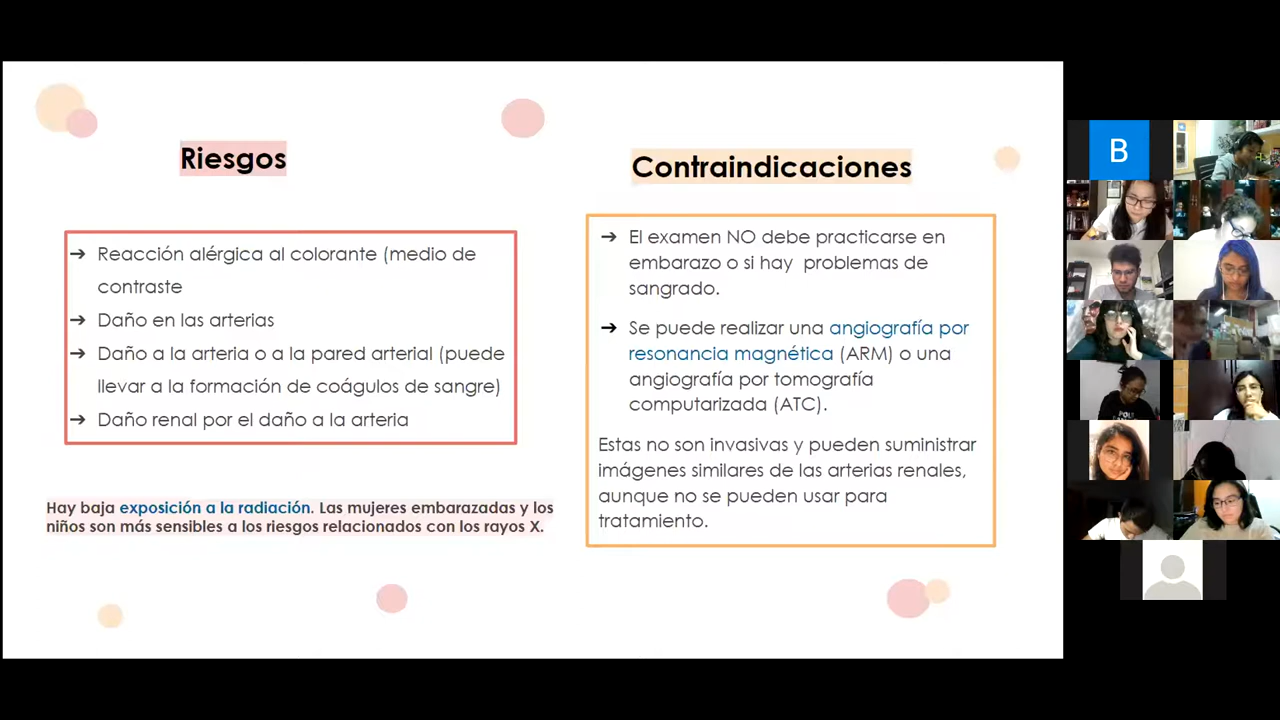 Riesgos
➔ Reacción alérgica al colorante (medio de
contraste
➔ Daño en las arterias
➔ Daño a la arteria o a la pared arterial (puede
llevar a la formación de coágulos de sangre)
➔ Daño renal por el daño a la arteria
Hay baja exposición a la radiación. Las mujeres embarazadas y los
niños son más sensibles a los riesgos relacionados con los rayos X.
Contraindicaciones
➔ El examen NO debe practicarse en
embarazo o si hay problemas de
sangrado.
➔ Se puede realizar una angiografía por
resonancia magnética (ARM) o una
angiografía por tomografía
computarizada (ATC).
Estas no son invasivas y pueden suministrar
imágenes similares de las arterias renales,
aunque no se pueden usar para
tratamiento.
B